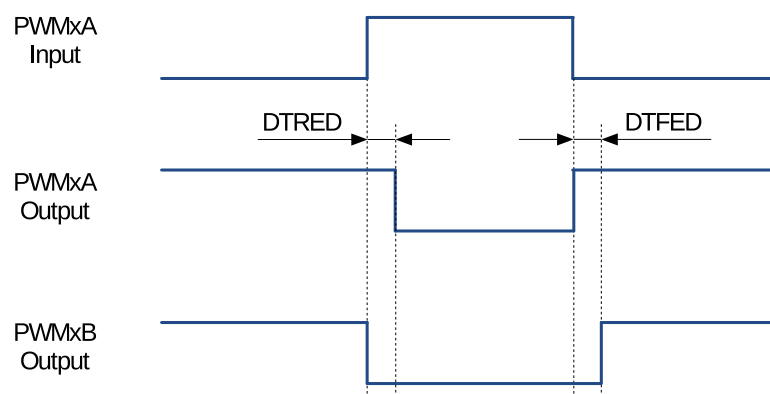 PWMxA
Input
DTRED
DTFED
PWMxA
Output
PWMxB
Output